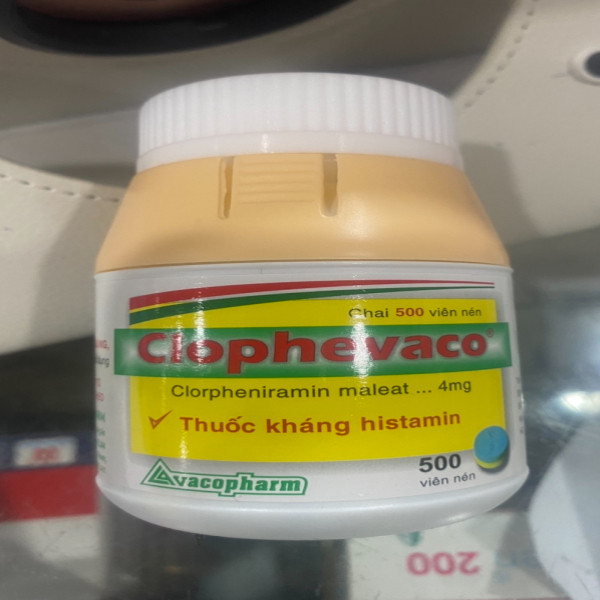 Chai 500 viên nén
Clophevaco®
Clorpheniramin maleat ... 4mg
Thuốc kháng histamin
vacopharm
500
viên nén
200